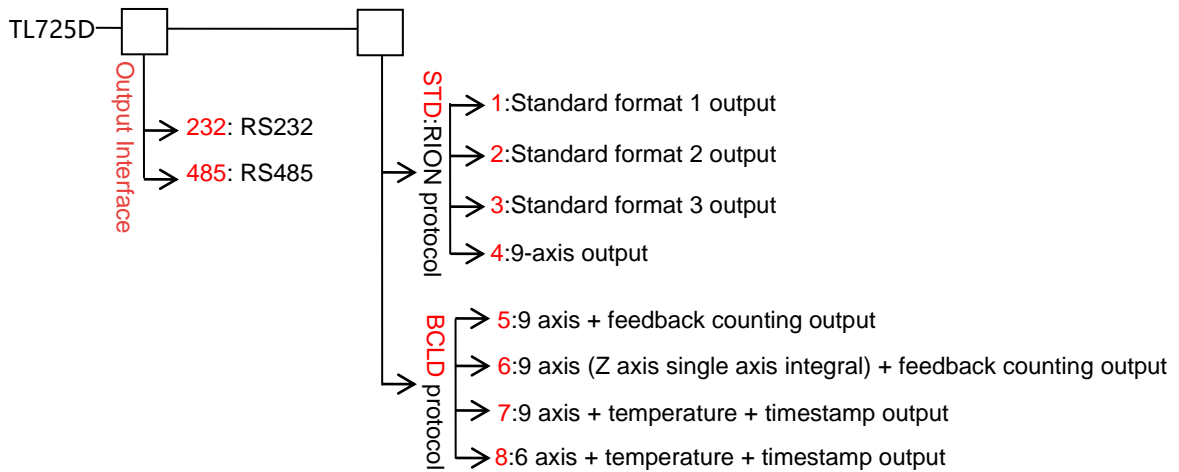 TL725D
Output Interface
232: RS232
485: RS485
STD:RION protocol
1:Standard format 1 output
2:Standard format 2 output
3:Standard format 3 output
4:9-axis output
BCLD protocol
5:9 axis + feedback counting output
6:9 axis (Z axis single axis integral) + feedback counting output
7:9 axis + temperature + timestamp output
8:6 axis + temperature + timestamp output